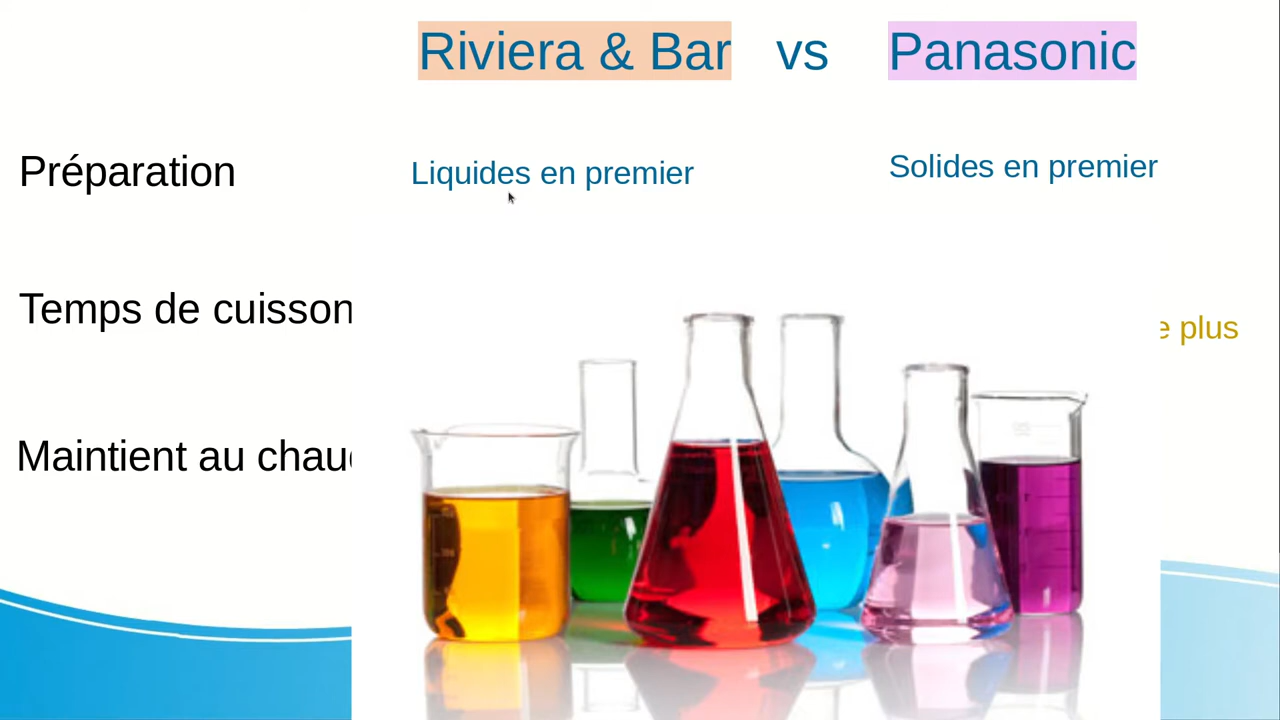 Riviera & Bar vs Panasonic
Préparation Liquides en premier Solides en premier
Temps de cuisson
e plus
Maintient au chau